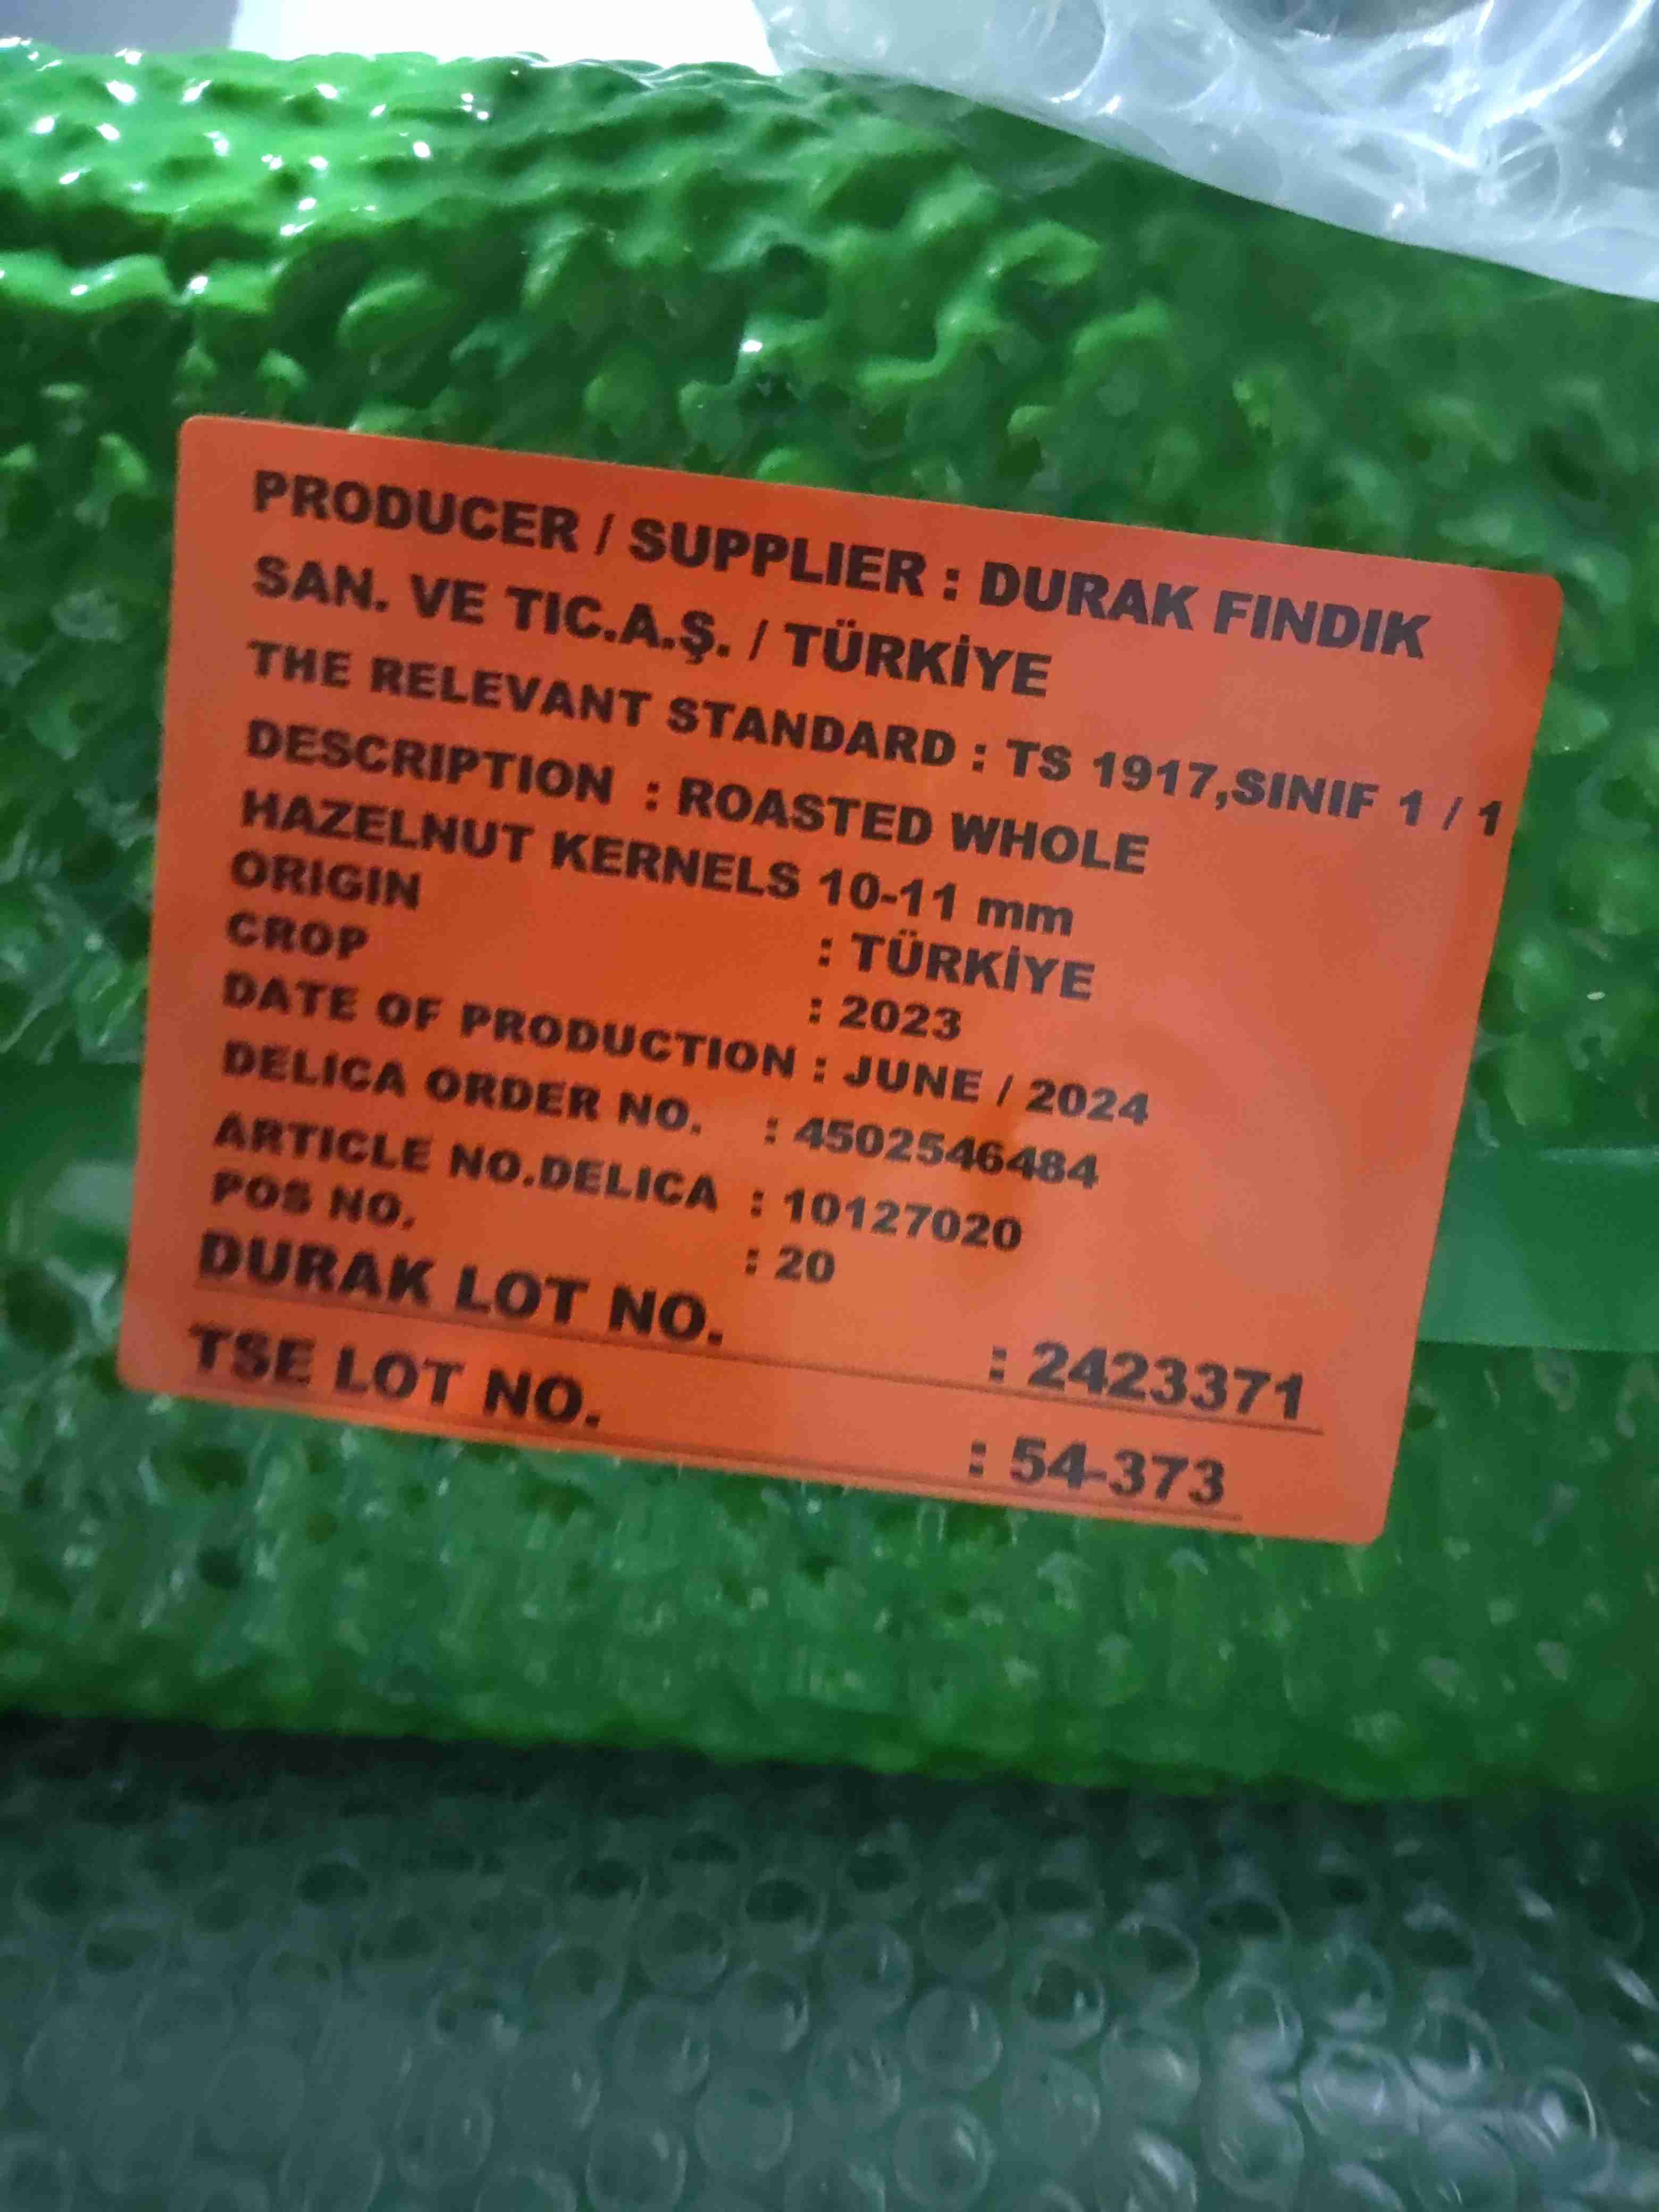 PRODUCER / SUPPLIER : DURAK FINDIK
SAN. VE TIC.A.Ş. / TÜRKİYE
THE RELEVANT STANDARD : TS 1917,SINIF 1 / 1
DESCRIPTION : ROASTED WHOLE
HAZELNUT KERNELS 10-11 mm
ORIGIN : TÜRKİYE
CROP : 2023
DATE OF PRODUCTION : JUNE / 2024
DELICA ORDER NO. : 4502546484
ARTICLE NO.DELICA : 10127020
POS NO. : 20
DURAK LOT NO. : 2423371
TSE LOT NO. : 54-373